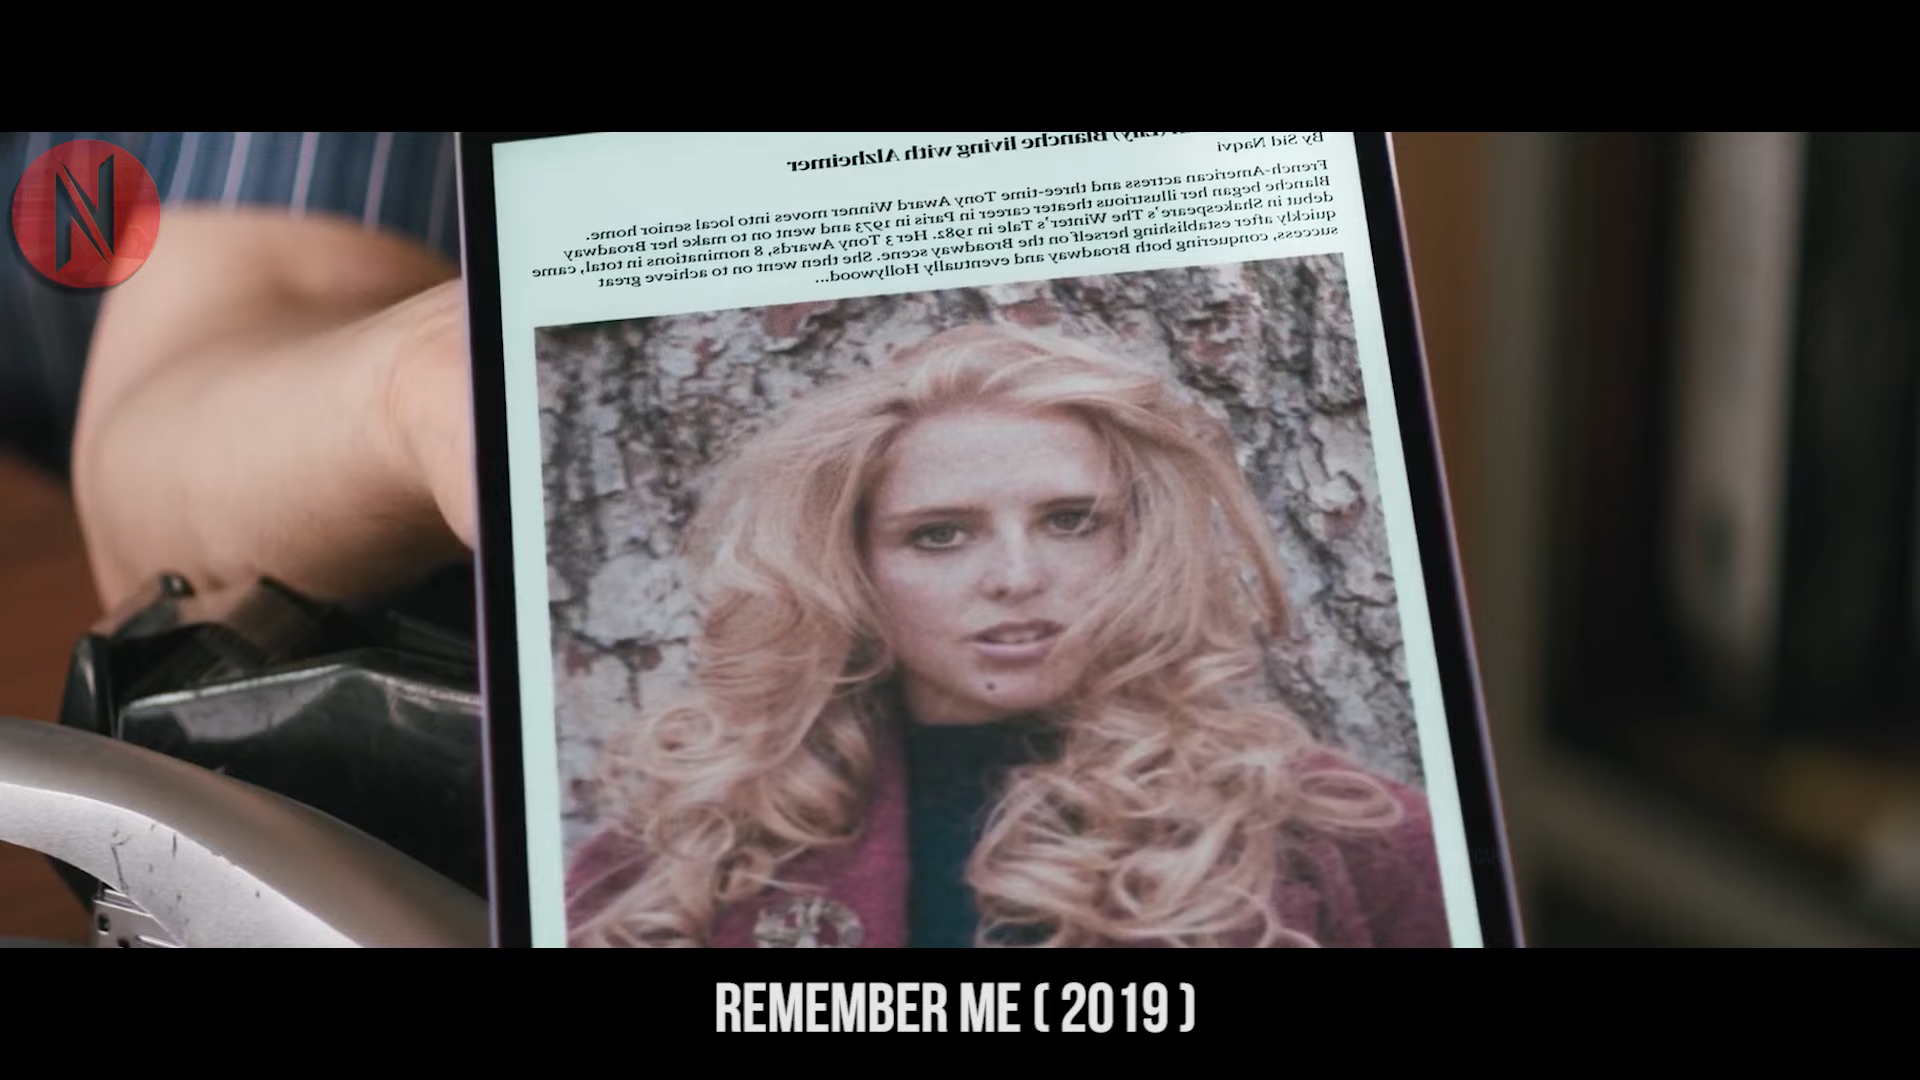 N
(Lily) Blanche living with Alzheimer
By Sid Naqvi
French-American actress and three-time Tony Award Winner moves into local senior home.
Blanche began her illustrious theater career in Paris in 1973 and went on to make her Broadway
debut in Shakespeare's The Winter's Tale in 1982. Her 3 Tony Awards, 8 nominations in total, came
quickly after establishing herself on the Broadway scene. She then went on to achieve great
success, conquering both Broadway and eventually Hollywood...
REMEMBER ME ( 2019 )